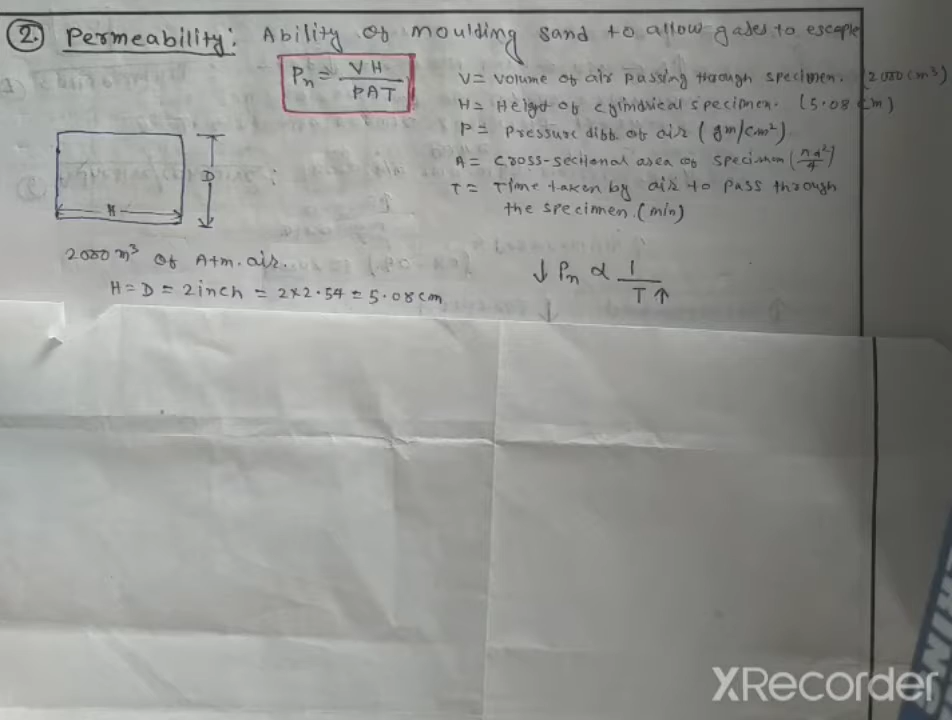 2. Permeability: Ability of moulding sand to allow gases to escape
Pn = VH / PAT
V = volume of air passing through specimen. (2000 cm³)
H = Height of cylindrical specimen. (5.08 cm)
P = Pressure diff. of air (gm/cm²)
A = cross-sectional area of specimen (πd²/4)
T = Time taken by air to pass through
the specimen. (min)
D
H
2000 m³ of Atm. air.
H = D = 2 inch = 2 x 2.54 = 5.08 cm
↓ Pn ∝ 1 / T ↑
XRecorder